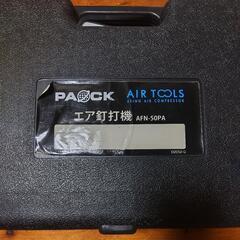 PAOCK AIR TOOLS
USING AIR COMPRESSOR
エア釘打機 AFN-50PA